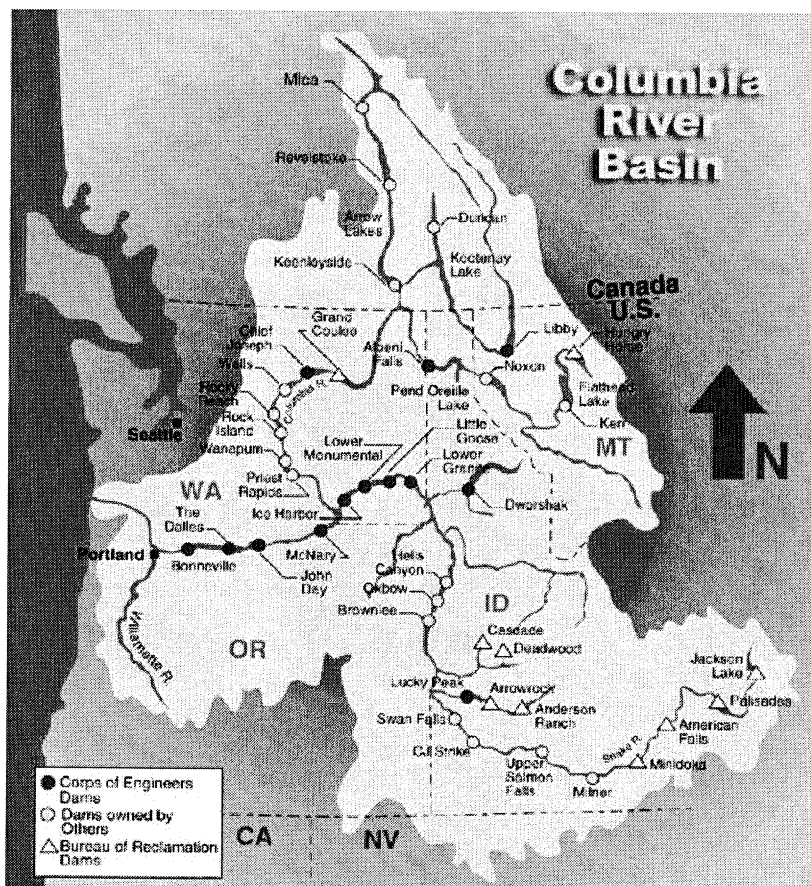 Columbia
River
Basin
Mica
Revelstoke
Arrow
Lakes
Duncan
Kootenay
Lake
Keenleyside
Canada
U.S.
Grand
Coulee
Chief
Joseph
Albeni
Falls
Libby
Hungry
Horse
Wells
Noxon
Columbia R.
Pend Oreille
Lake
Flathead
Lake
Rocky
Reach
Rock
Island
Kerr
Seattle
Little
Goose
Wanapum
Lower
Monumental
Lower
Granite
MT
N
Priest
Rapids
WA
Ice Harbor
Dworshak
The
Dalles
Portland
Bonneville
McNary
John
Day
Hells
Canyon
Oxbow
Brownlee
ID
Willamette R.
OR
Cascade
Deadwood
Jackson
Lake
Lucky Peak
Arrowrock
Palisades
Anderson
Ranch
American
Falls
Swan Falls
CJ Strike
Snake R.
Upper
Salmon
Falls
Minidoka
Milner
Corps of Engineers
Dams
Dams owned by
Others
Bureau of Reclamation
Dams
CA
NV